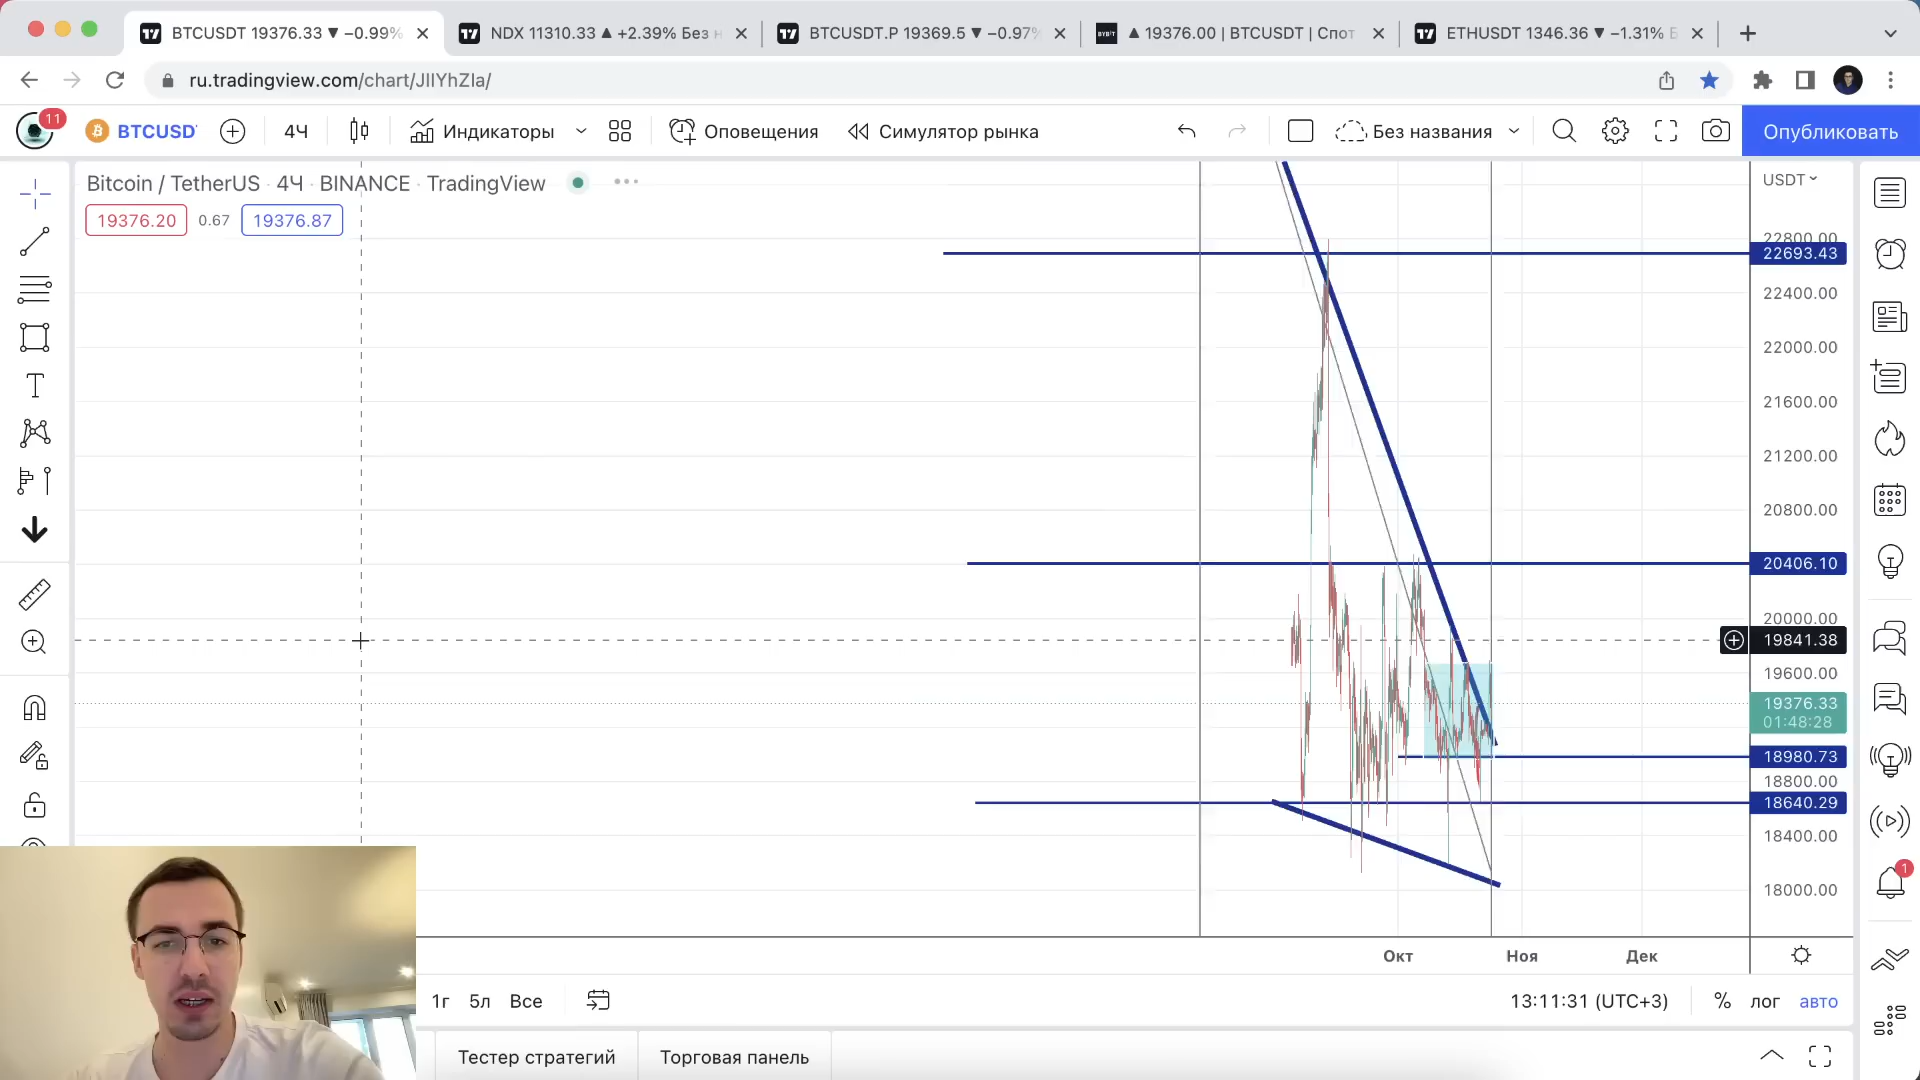 BTCUSDT 19376.33 ▼ −0.99%
NDX 11310.33 ▲ +2.39% Без н
BTCUSDT.P 19369.5 ▼ −0.97%
▲ 19376.00 | BTCUSDT | Спот
ETHUSDT 1346.36 ▼ −1.31% Б
ru.tradingview.com/chart/JIIYhZIa/
11
BTCUSD
4Ч
Индикаторы
Оповещения
Симулятор рынка
Без названия
Опубликовать
Bitcoin / TetherUS · 4Ч · BINANCE · TradingView
USDT
19376.20
0.67
19376.87
22800.00
22693.43
22400.00
22000.00
21600.00
21200.00
20800.00
20406.10
20000.00
19841.38
19600.00
19376.33
01:48:28
18980.73
18800.00
18640.29
18400.00
18000.00
1
Окт
Ноя
Дек
1г
5л
Все
13:11:31 (UTC+3)
%
лог
авто
Тестер стратегий
Торговая панель